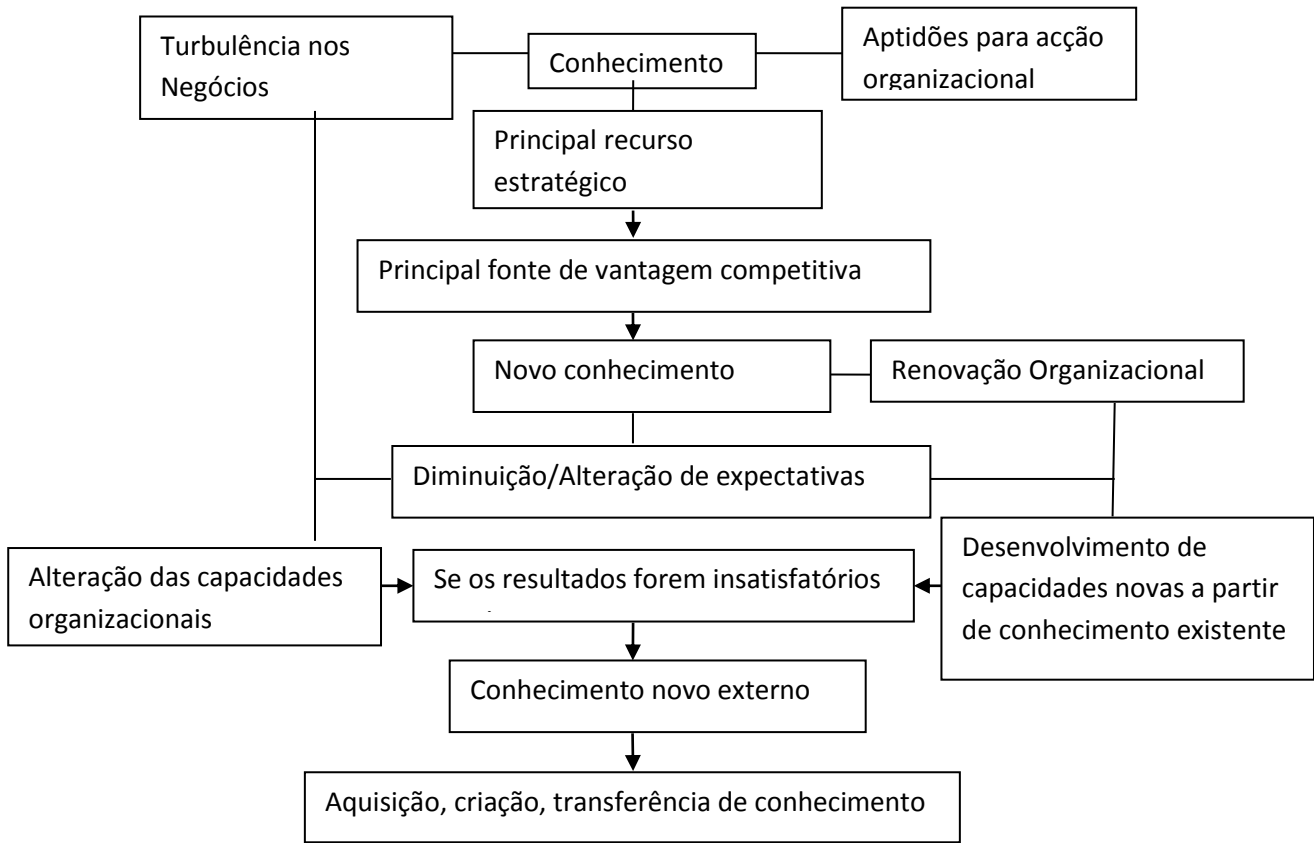 Turbulência nos
Negócios
Conhecimento
Aptidões para acção
organizacional
Principal recurso
estratégico
Principal fonte de vantagem competitiva
Novo conhecimento
Renovação Organizacional
Diminuição/Alteração de expectativas
Alteração das capacidades
organizacionais
Se os resultados forem insatisfatórios
Desenvolvimento de
capacidades novas a partir
de conhecimento existente
Conhecimento novo externo
Aquisição, criação, transferência de conhecimento